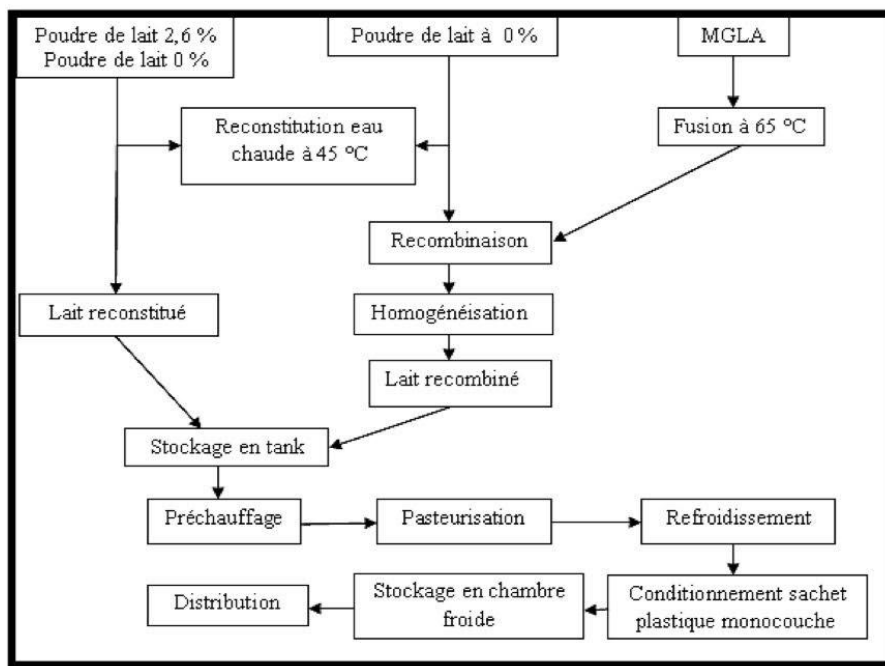 Poudre de lait 2,6 %
Poudre de lait 0 %
Poudre de lait à 0 %
MGLA
Reconstitution eau
chaude à 45 °C
Fusion à 65 °C
Recombinaison
Lait reconstitué
Homogénéisation
Lait recombiné
Stockage en tank
Préchauffage
Pasteurisation
Refroidissement
Distribution
Stockage en chambre
froide
Conditionnement sachet
plastique monocouche